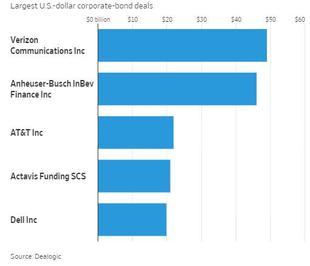 Largest U.S.-dollar corporate-bond deals
$0 billion $10 $20 $30 $40 $50 $60
Verizon
Communications Inc
Anheuser-Busch InBev
Finance Inc
AT&T Inc
Actavis Funding SCS
Dell Inc
Source: Dealogic